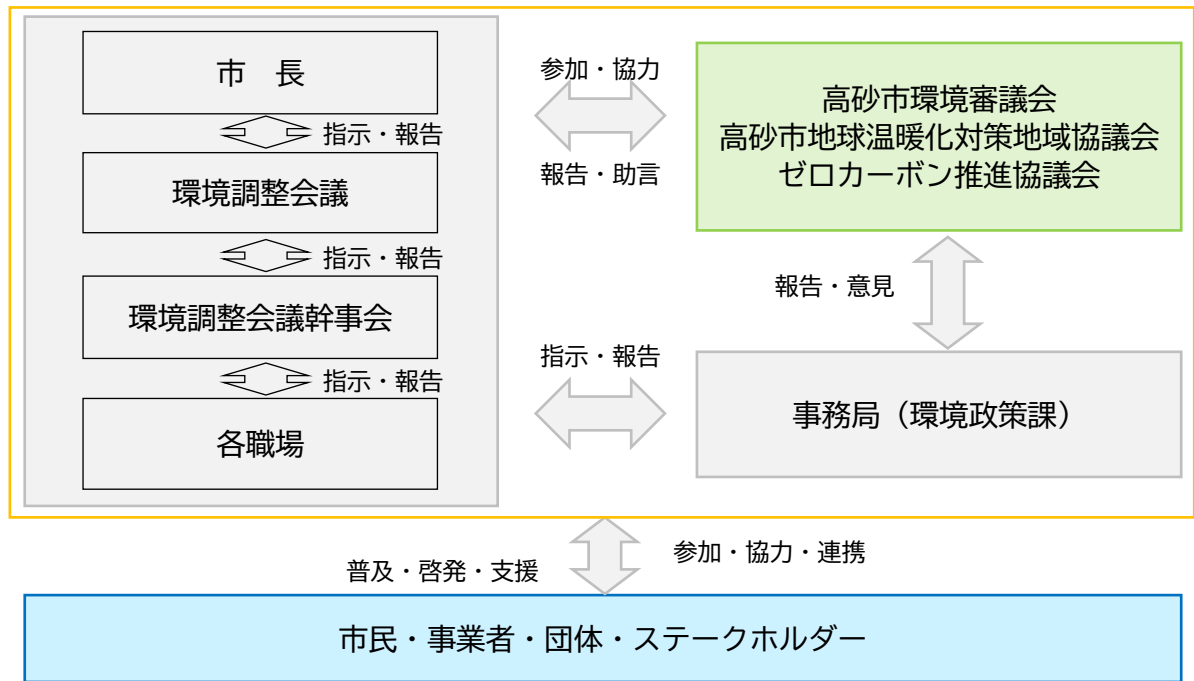 市　長
指示・報告
環境調整会議
指示・報告
環境調整会議幹事会
指示・報告
各職場
参加・協力
報告・助言
高砂市環境審議会
高砂市地球温暖化対策地域協議会
ゼロカーボン推進協議会
報告・意見
指示・報告
事務局（環境政策課）
普及・啓発・支援
参加・協力・連携
市民・事業者・団体・ステークホルダー